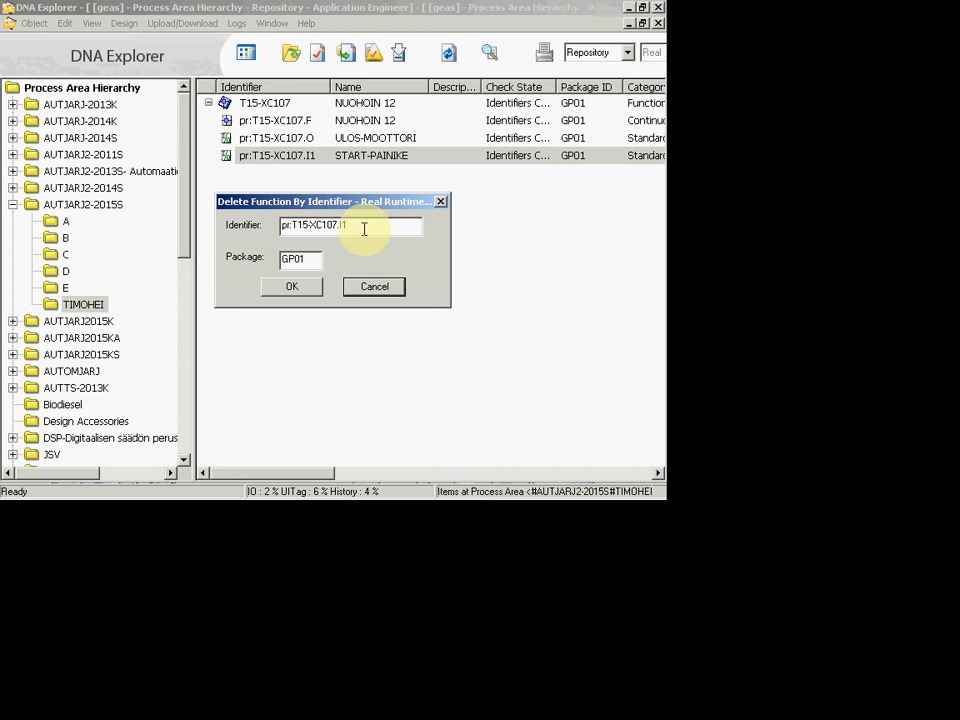 DNA Explorer - [ [geas] - Process Area Hierarchy - Repository - Application Engineer] - [ [geas] - Process Area Hierarchy
Object Edit View Design Upload/Download Logs Window Help
DNA Explorer
Repository
Real
Process Area Hierarchy
AUTJARJ-2013K
AUTJARJ-2014K
AUTJARJ-2014S
AUTJARJ2-2011S
AUTJARJ2-2013S- Automaati
AUTJARJ2-2014S
AUTJARJ2-2015S
A
B
C
D
E
TIMOHEI
AUTJARJ2015K
AUTJARJ2015KA
AUTJARJ2015KS
AUTOMJARJ
AUTTS-2013K
Biodiesel
Design Accessories
DSP-Digitaalisen säädön perus
JSV
Identifier Name Descrip... Check State Package ID Categor
T15-XC107 NUOHOIN 12 Identifiers C... GP01 Function
pr:T15-XC107.F NUOHOIN 12 Identifiers C... GP01 Continuo
pr:T15-XC107.O ULOS-MOOTTORI Identifiers C... GP01 Standard
pr:T15-XC107.I1 START-PAINIKE Identifiers C... GP01 Standard
Delete Function By Identifier - Real Runtime...
Identifier: pr:T15-XC107.I1
Package: GP01
OK Cancel
Ready IO : 2 % UITag : 6 % History : 4 % Items at Process Area <#AUTJARJ2-2015S#TIMOHEI